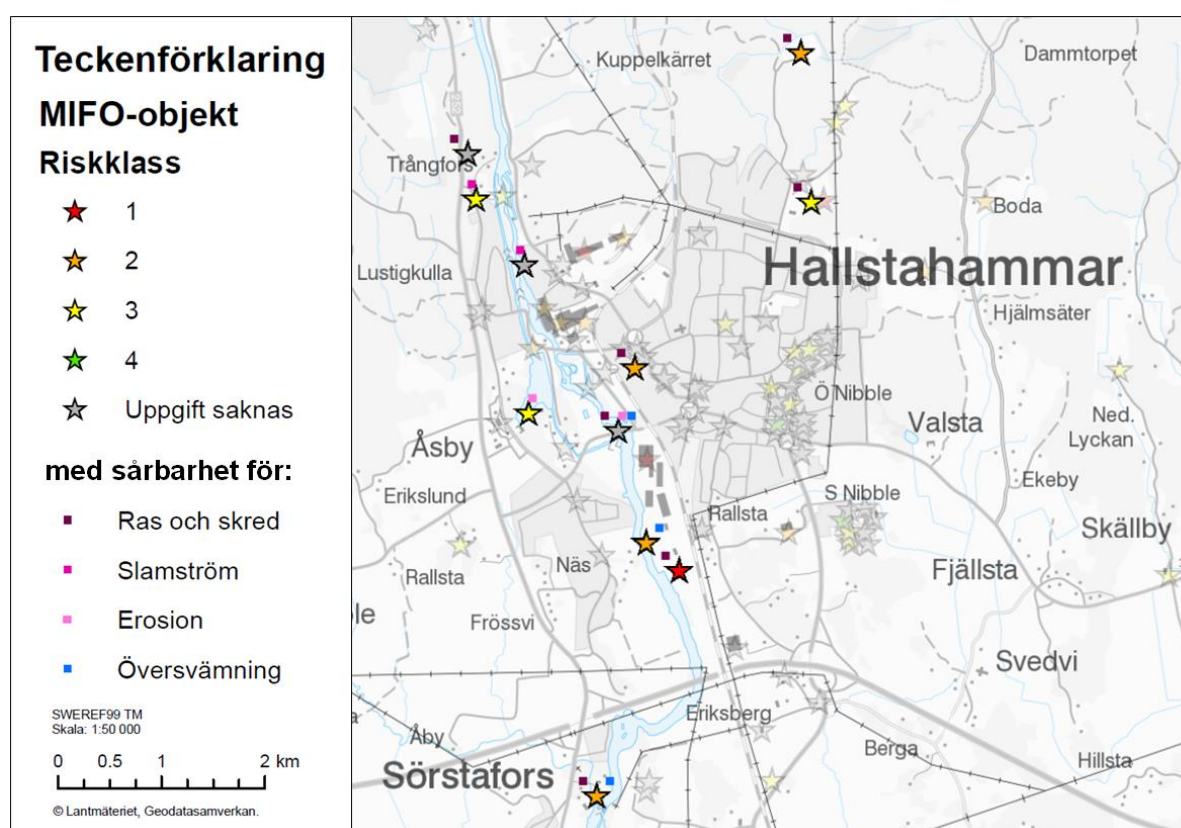 Teckenförklaring
MIFO-objekt
Riskklass
1
2
3
4
Uppgift saknas
med sårbarhet för:
Ras och skred
Slamström
Erosion
Översvämning
SWEREF99 TM
Skala: 1:50 000
0 0.5 1 2 km
© Lantmäteriet, Geodatasamverkan.
Kuppelkärret
Dammtorpet
Trångfors
Boda
Hallstahammar
Lustigkulla
Hjälmsäter
Ö Nibble
Valsta
Ned.
Lyckan
Åsby
Erikslund
S Nibble
Ekeby
Rallsta
Skällby
Näs
Rallsta
Fjällsta
le
Frössvi
Svedvi
Eriksberg
Åby
Berga
Hillsta
Sörstafors